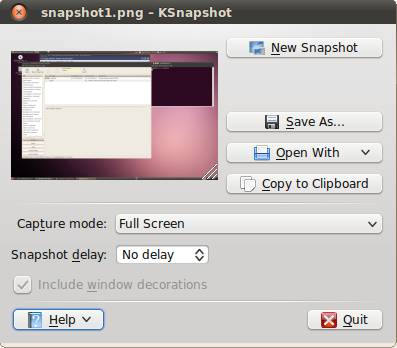 snapshot1.png – KSnapshot
New Snapshot
Save As...
Open With
Copy to Clipboard
Capture mode: Full Screen
Snapshot delay: No delay
Include window decorations
Help
Quit